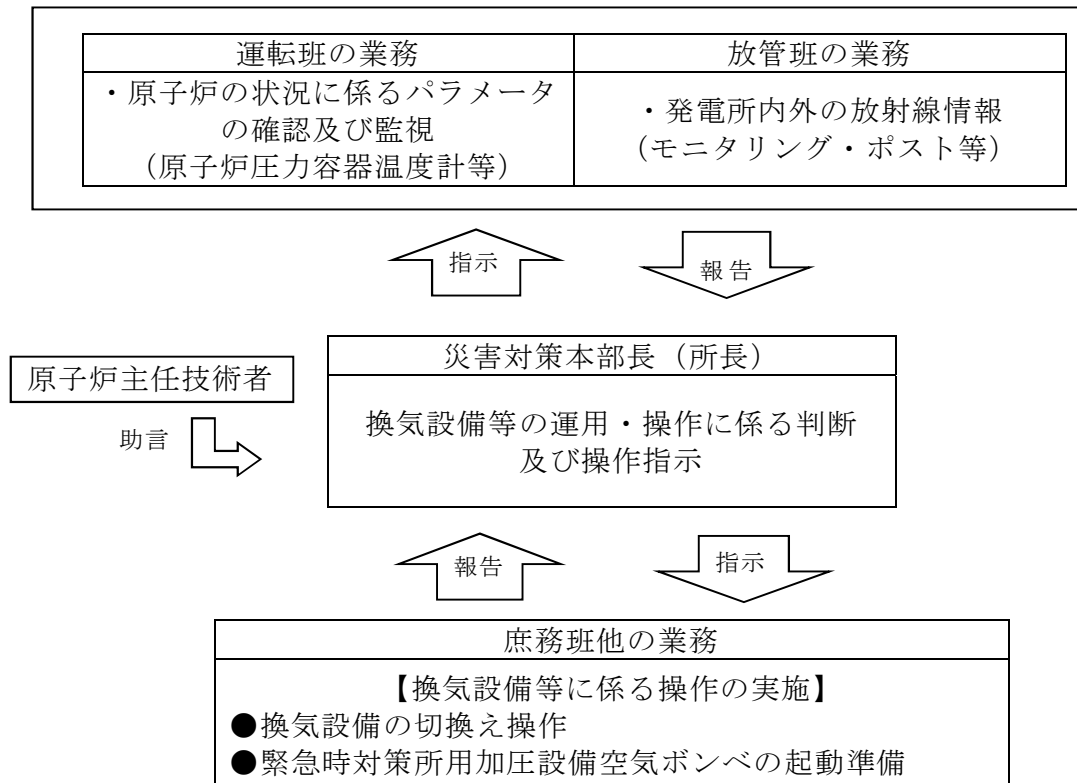 運転班の業務
放管班の業務
・原子炉の状況に係るパラメータ
の確認及び監視
（原子炉圧力容器温度計等）
・発電所内外の放射線情報
（モニタリング・ポスト等）
指示
報告
原子炉主任技術者
助言
災害対策本部長（所長）
換気設備等の運用・操作に係る判断
及び操作指示
報告
指示
庶務班他の業務
【換気設備等に係る操作の実施】
●換気設備の切換え操作
●緊急時対策所用加圧設備空気ボンベの起動準備